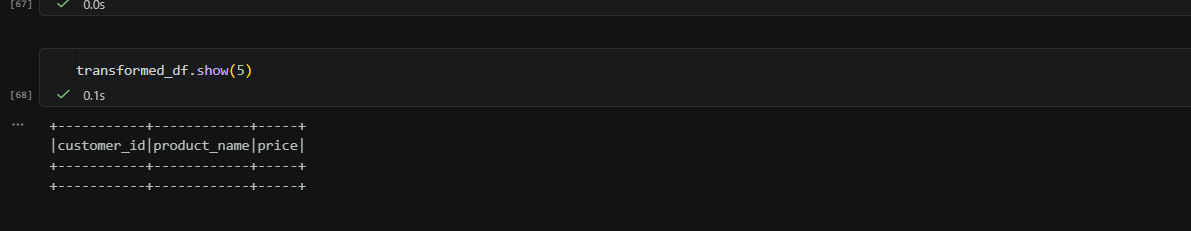 [67] 0.0s
transformed_df.show(5)
[68] 0.1s
...
+-----------+------------+-----+
|customer_id|product_name|price|
+-----------+------------+-----+
+-----------+------------+-----+